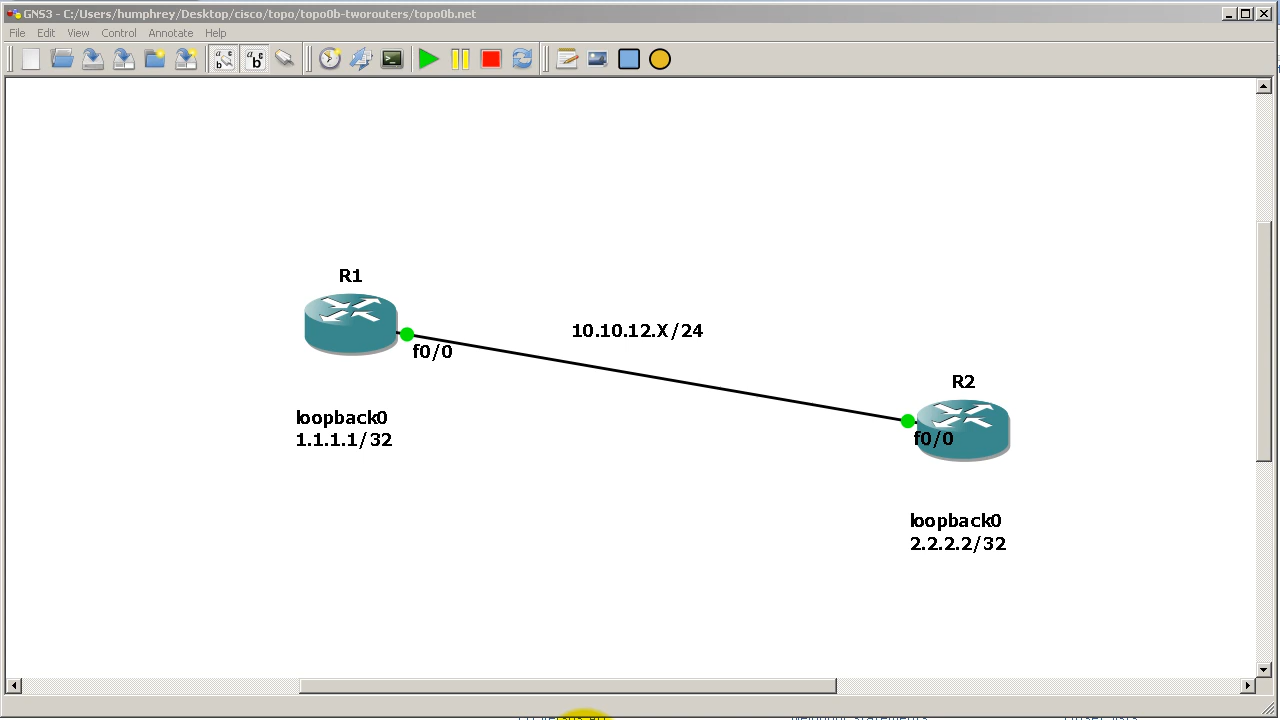 GNS3 - C:/Users/humphrey/Desktop/cisco/topo/topo0b-tworouters/topo0b.net
File Edit View Control Annotate Help
R1
10.10.12.X/24
f0/0
R2
loopback0
1.1.1.1/32
f0/0
loopback0
2.2.2.2/32